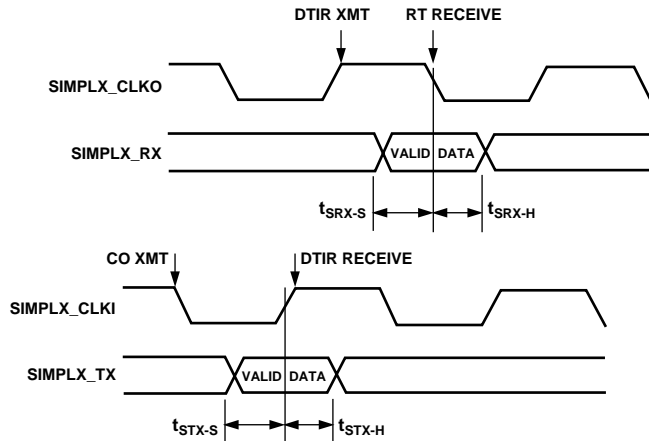 DTIR XMT RT RECEIVE
SIMPLX_CLKO
SIMPLX_RX VALID DATA
tSRX-S tSRX-H
CO XMT DTIR RECEIVE
SIMPLX_CLKI
SIMPLX_TX VALID DATA
tSTX-S tSTX-H